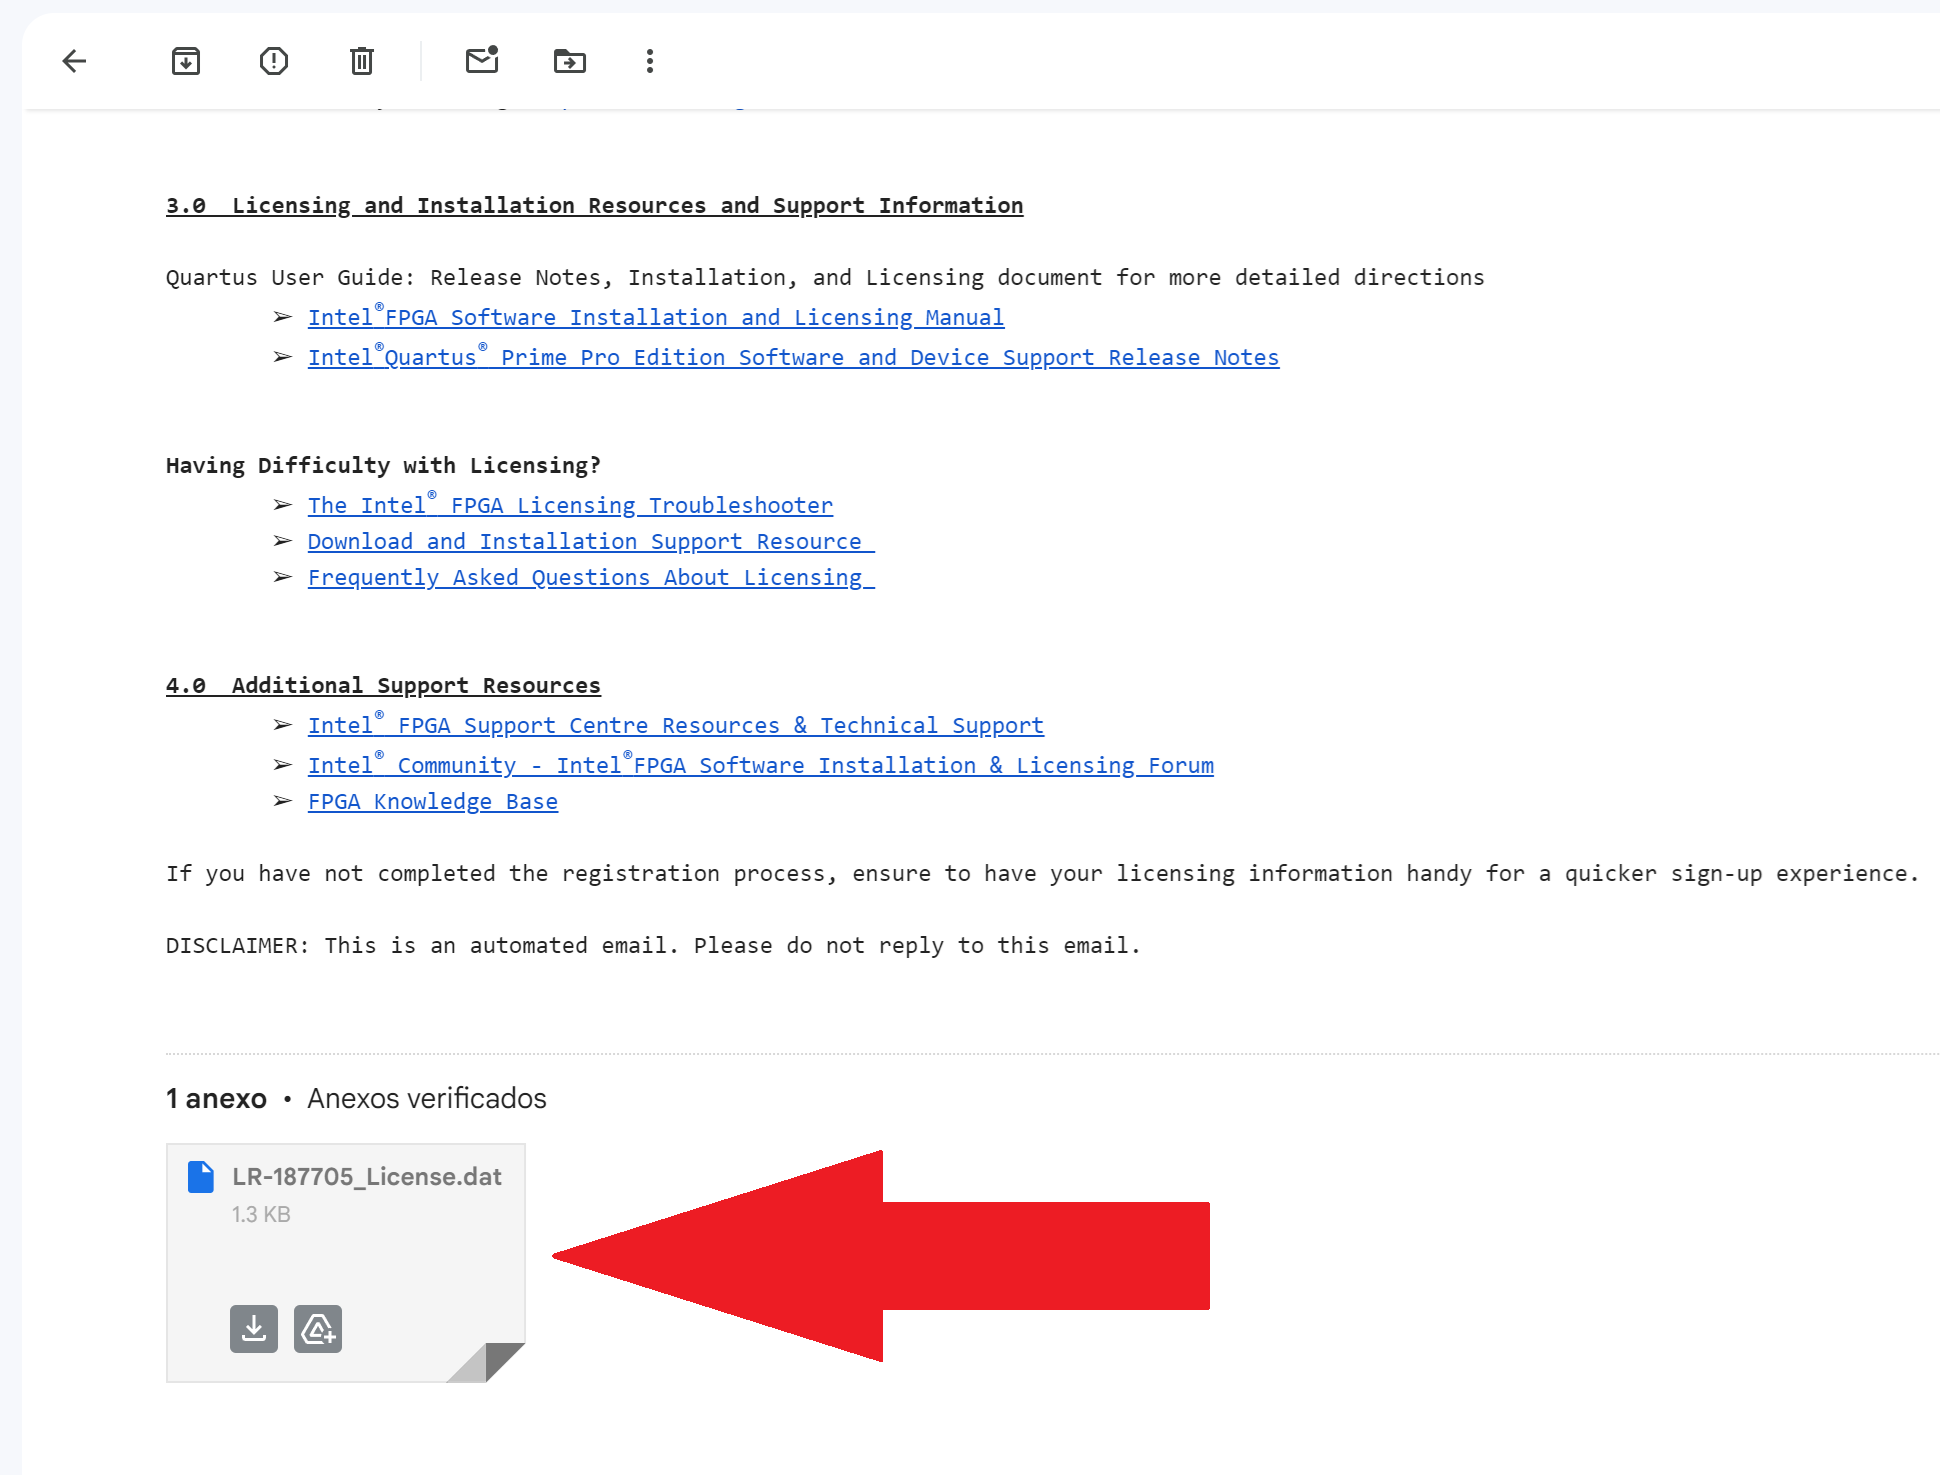 3.0  Licensing and Installation Resources and Support Information
Quartus User Guide: Release Notes, Installation, and Licensing document for more detailed directions
➢ Intel®FPGA Software Installation and Licensing Manual
➢ Intel®Quartus® Prime Pro Edition Software and Device Support Release Notes
Having Difficulty with Licensing?
➢ The Intel® FPGA Licensing Troubleshooter
➢ Download and Installation Support Resource
➢ Frequently Asked Questions About Licensing
4.0  Additional Support Resources
➢ Intel® FPGA Support Centre Resources & Technical Support
➢ Intel® Community - Intel®FPGA Software Installation & Licensing Forum
➢ FPGA Knowledge Base
If you have not completed the registration process, ensure to have your licensing information handy for a quicker sign-up experience.
DISCLAIMER: This is an automated email. Please do not reply to this email.
1 anexo • Anexos verificados
LR-187705_License.dat
1.3 KB